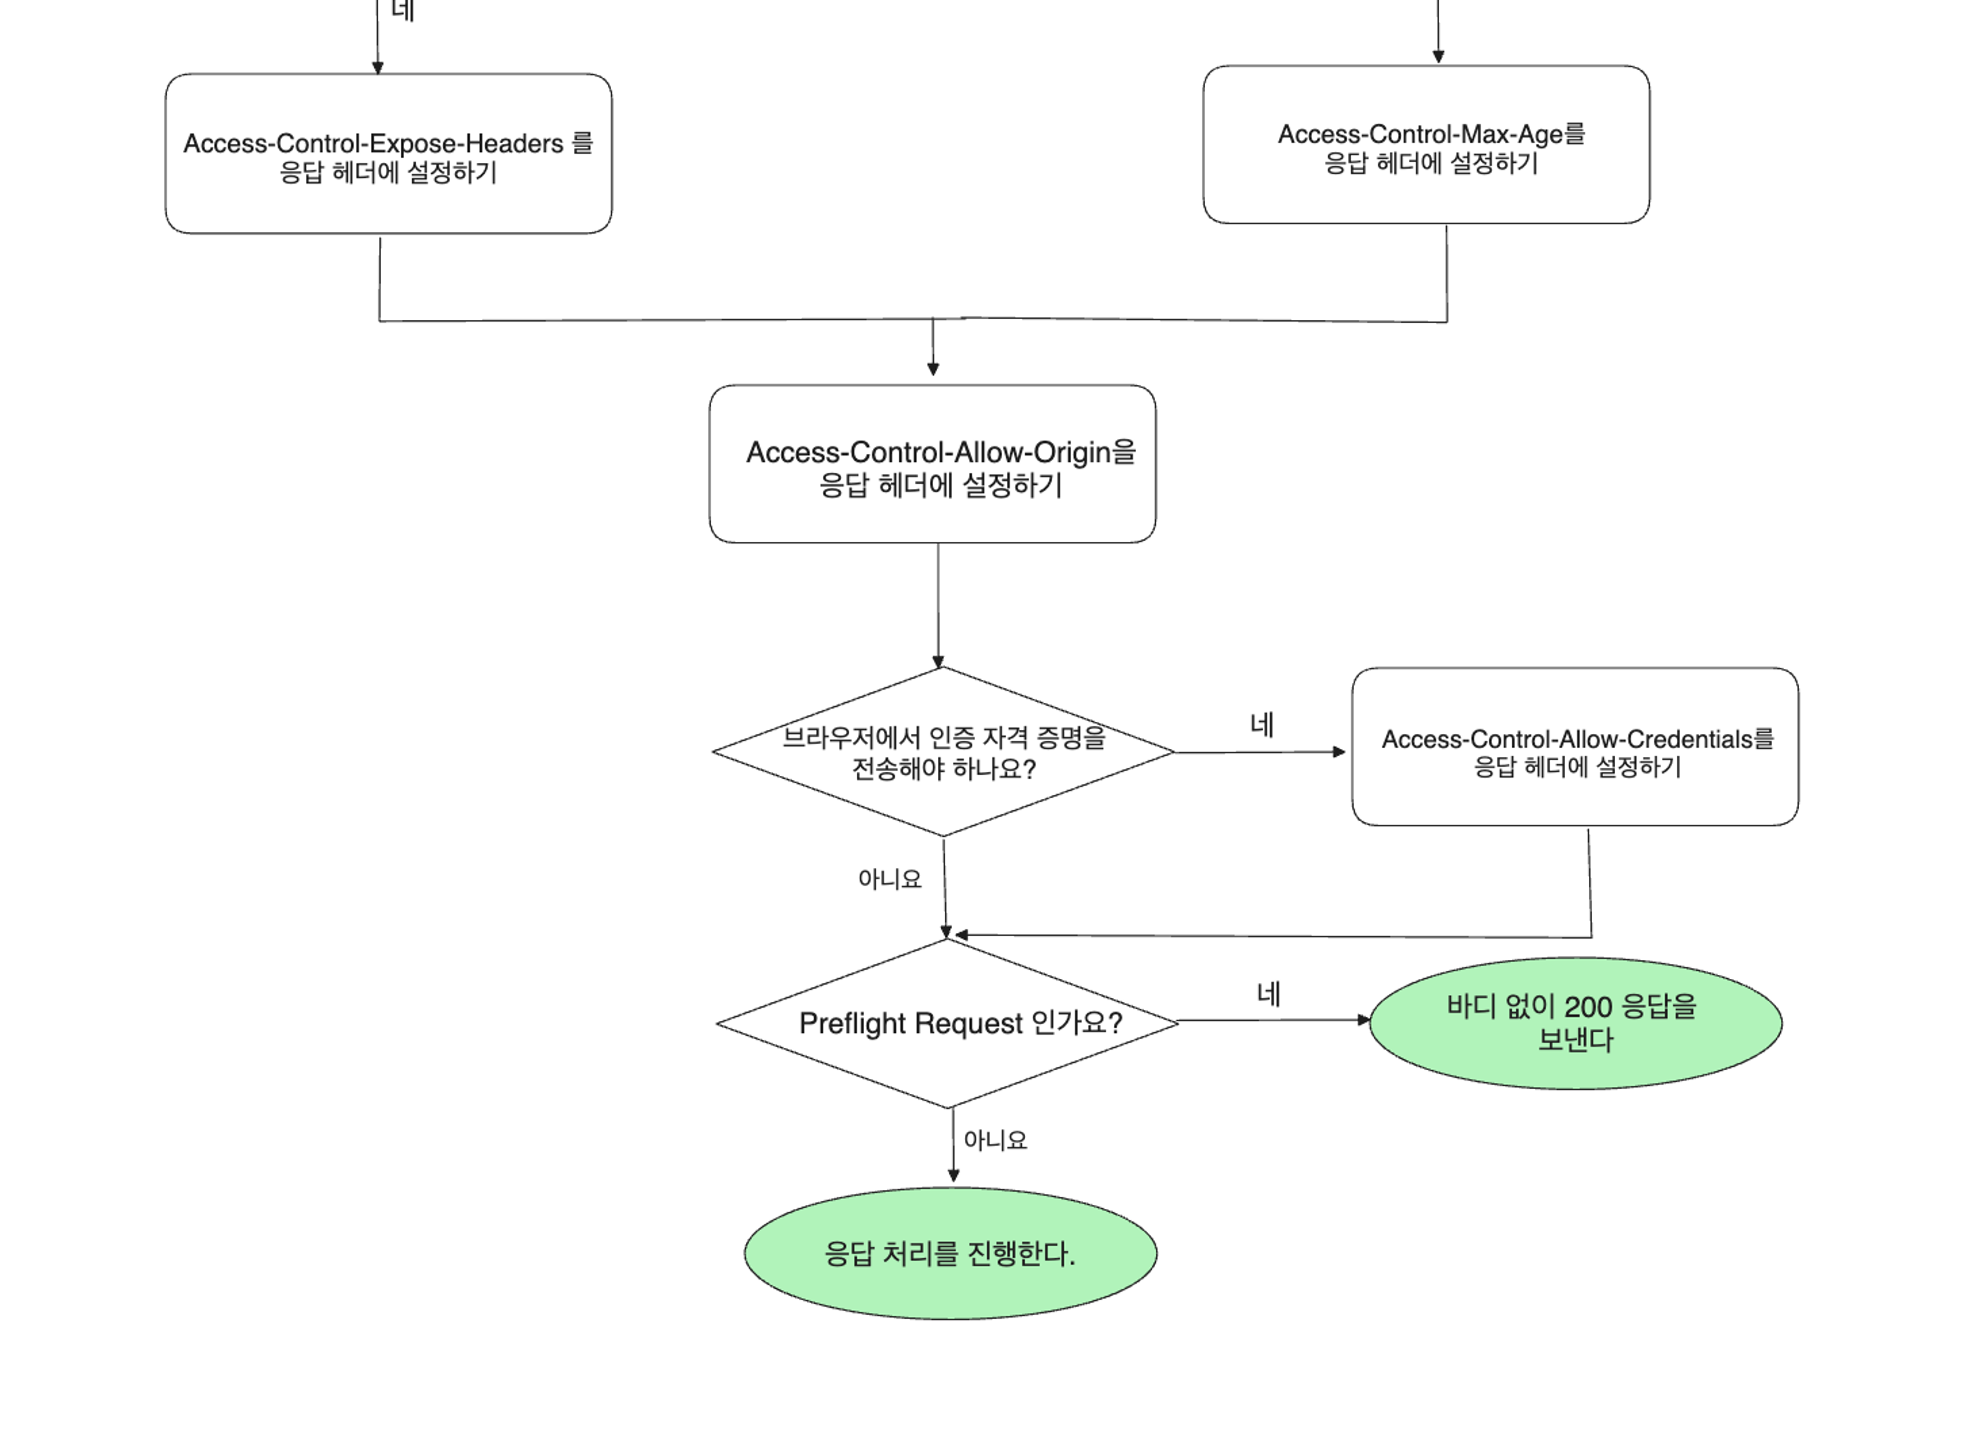 네
Access-Control-Expose-Headers 를
응답 헤더에 설정하기
Access-Control-Max-Age를
응답 헤더에 설정하기
Access-Control-Allow-Origin을
응답 헤더에 설정하기
브라우저에서 인증 자격 증명을
전송해야 하나요?
네
Access-Control-Allow-Credentials를
응답 헤더에 설정하기
아니요
Preflight Request 인가요?
네
바디 없이 200 응답을
보낸다
아니요
응답 처리를 진행한다.